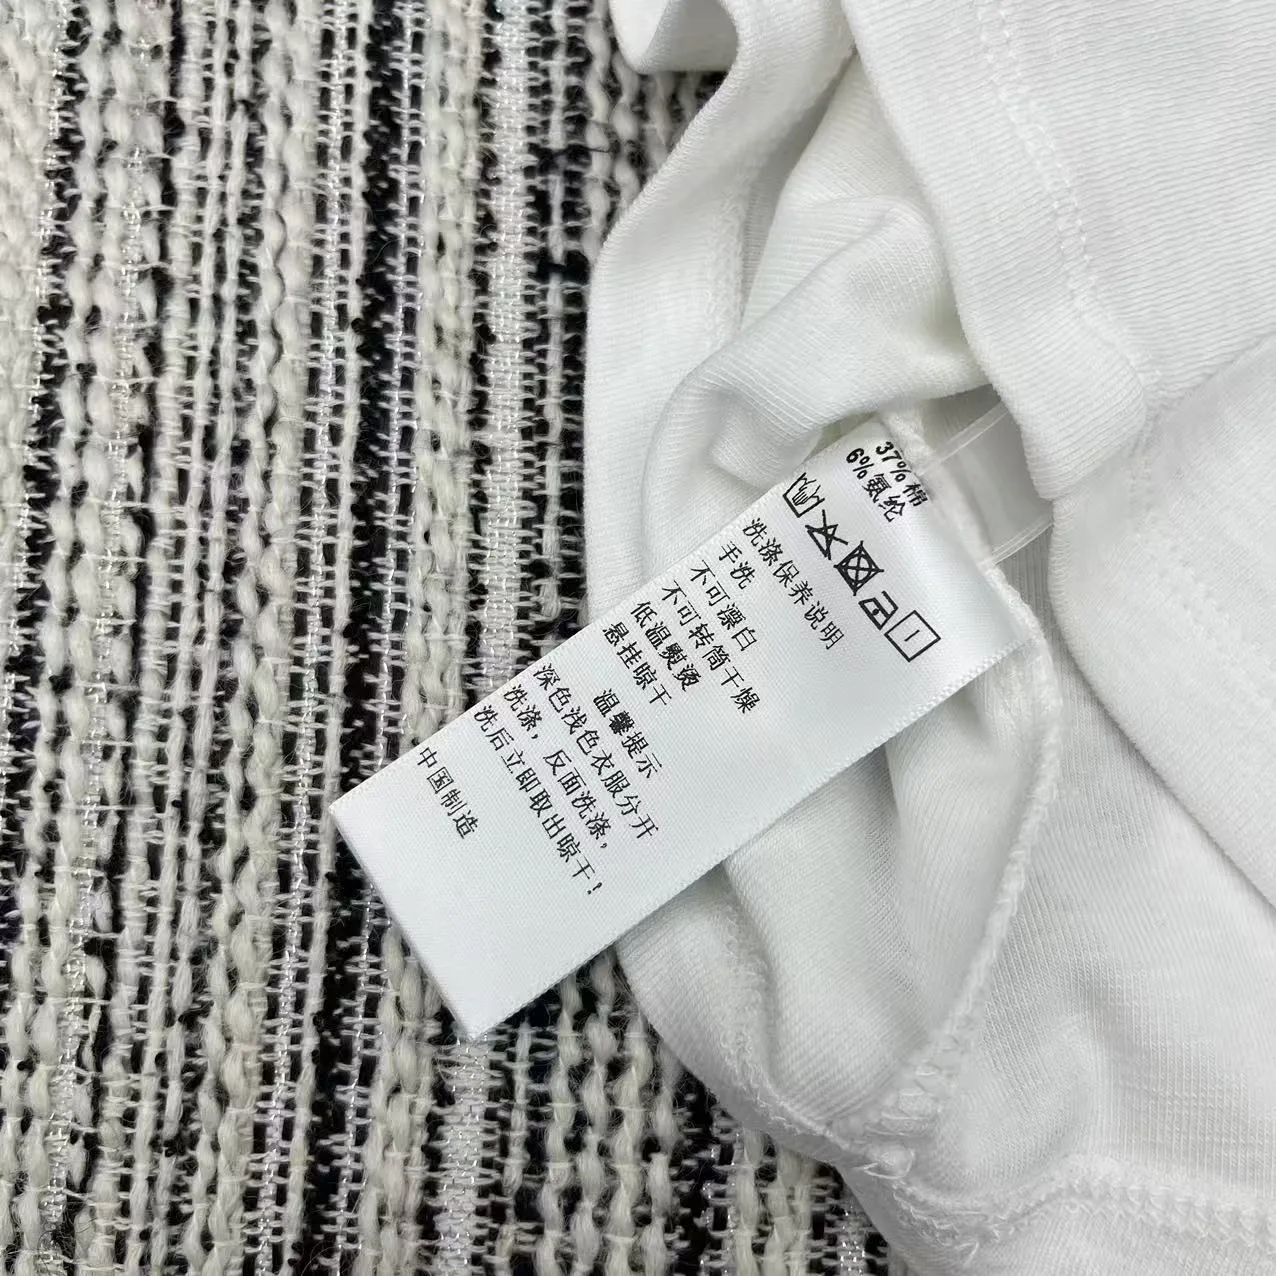 37% 棉
6% 氨纶
洗涤保养说明
手洗
不可漂白
不可转筒干燥
低温熨烫
悬挂晾干
温馨提示
深色浅色衣服分开
洗涤，反面洗涤，
洗后立即取出晾干！
中国制造